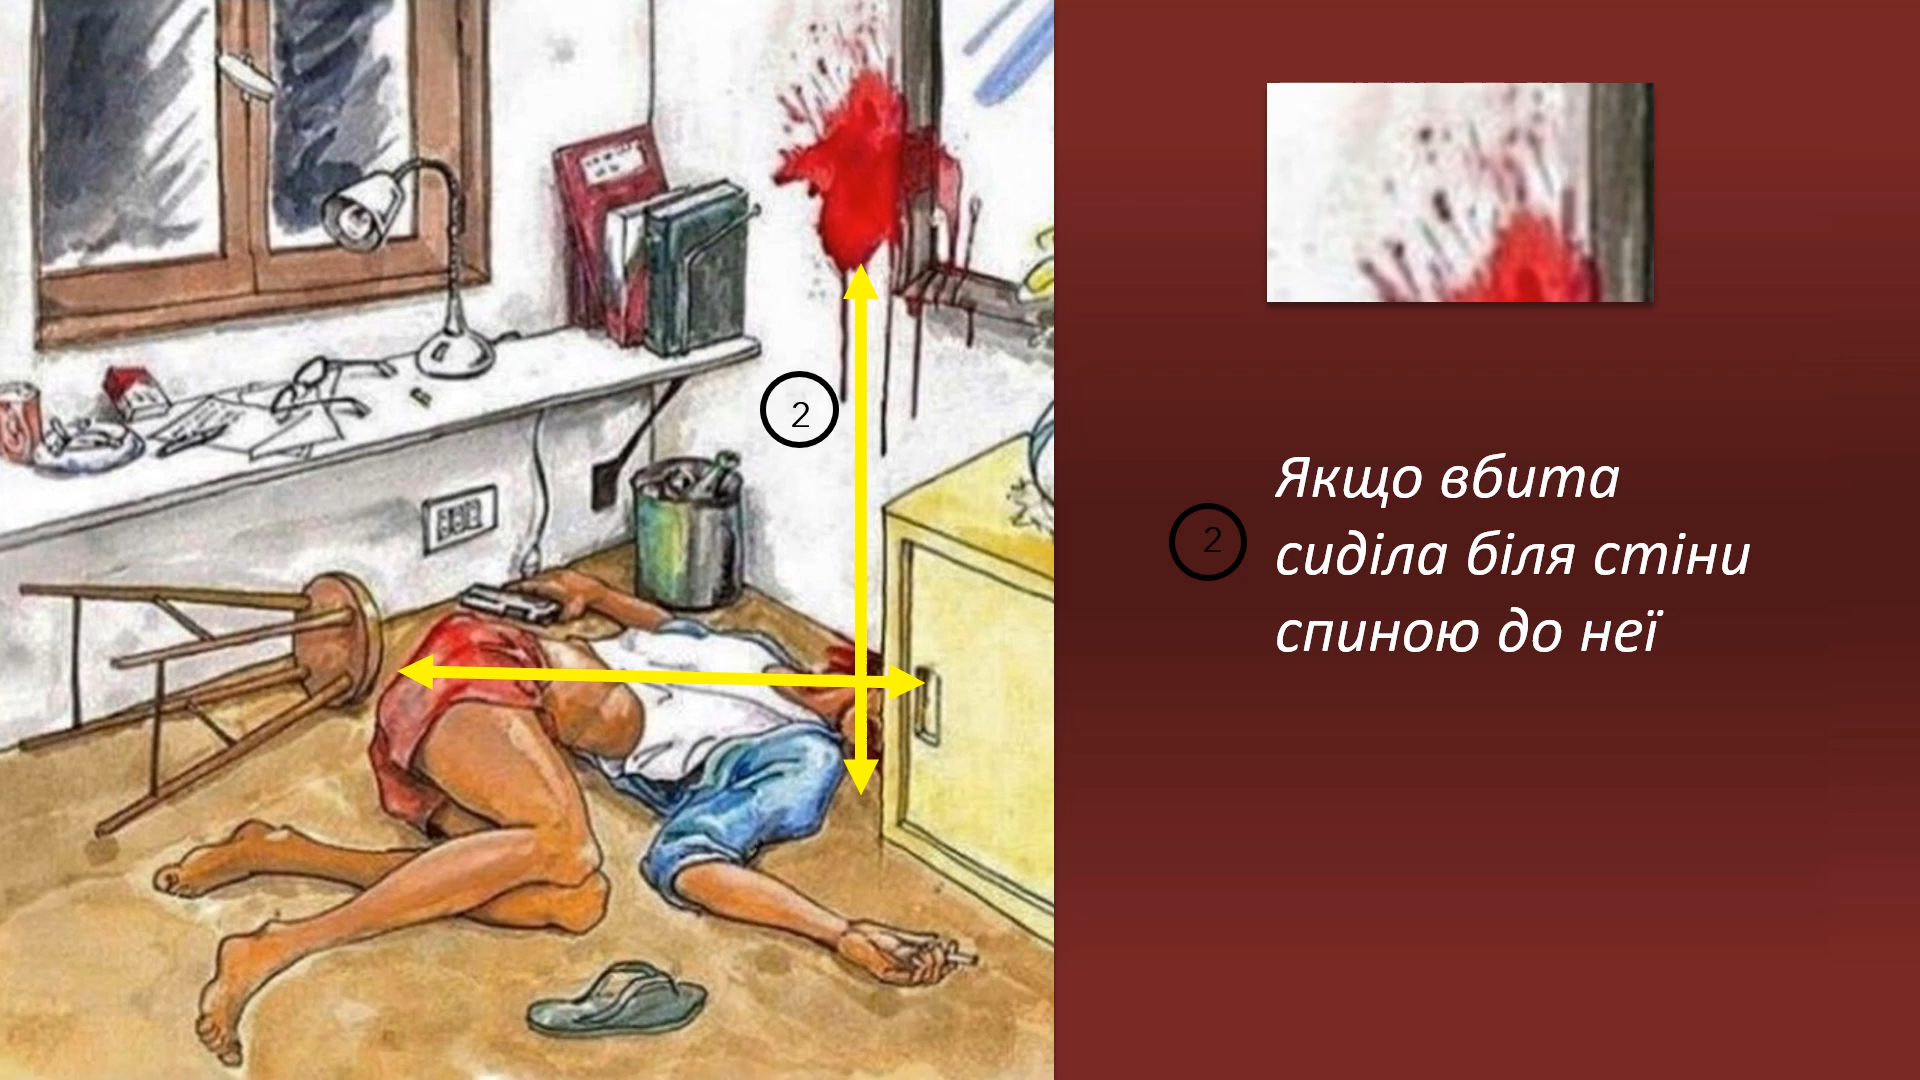 2
2
Якщо вбита
сиділа біля стіни
спиною до неї